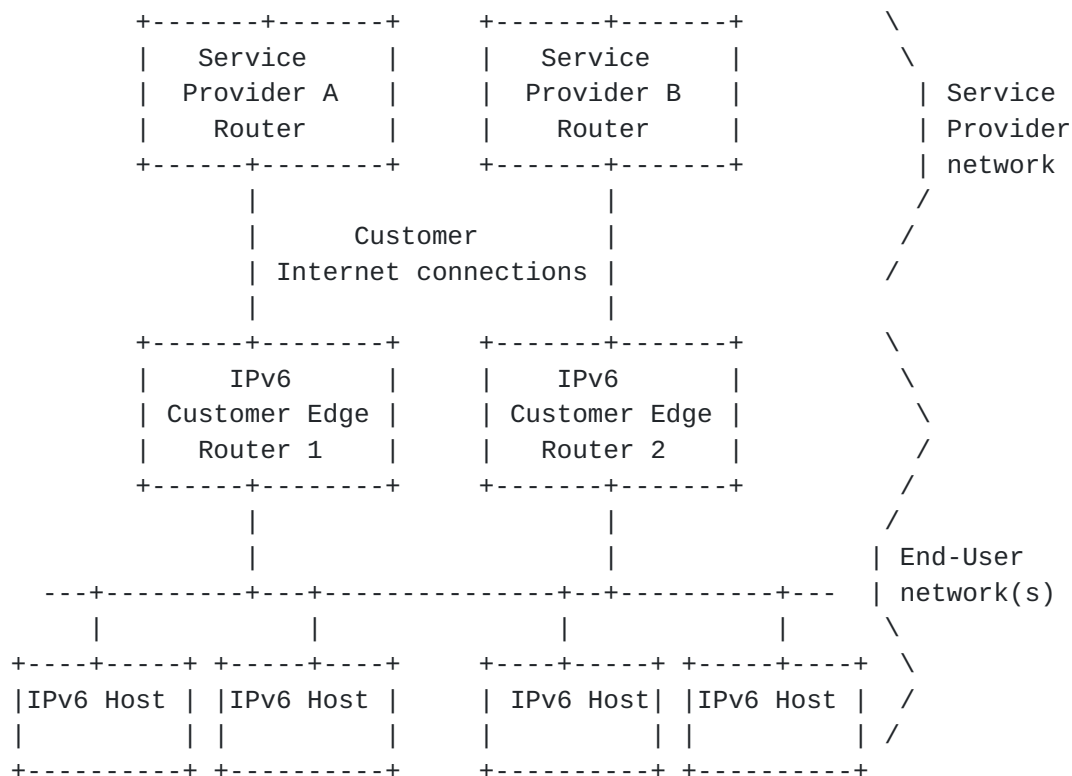 Service Service
Provider A Provider B Service
Router Router Provider
network
Customer
Internet connections
IPv6 IPv6
Customer Edge Customer Edge
Router 1 Router 2
End-User
network(s)
IPv6 Host IPv6 Host IPv6 Host IPv6 Host